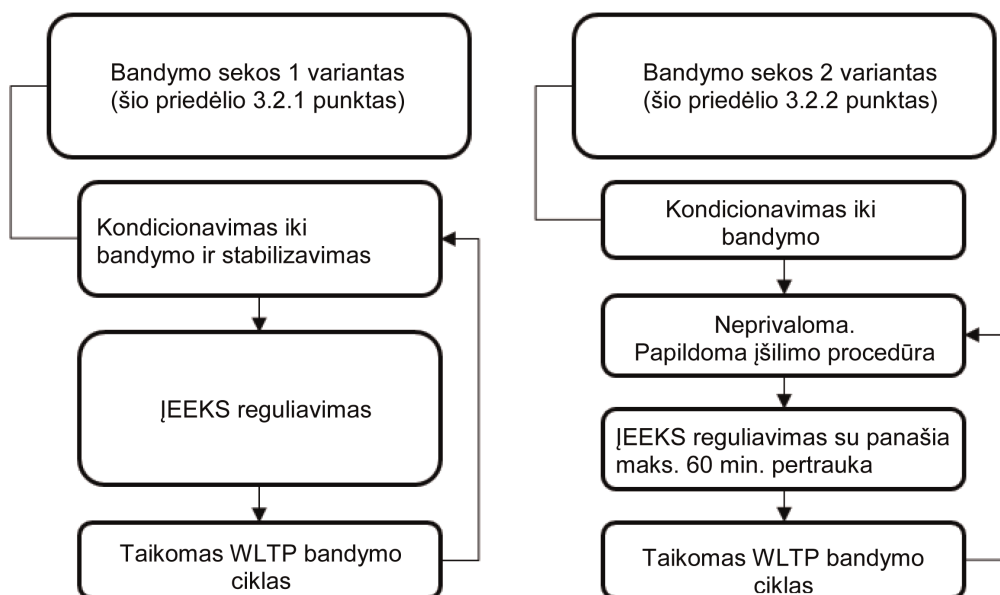 Bandymo sekos 1 variantas
(šio priedėlio 3.2.1 punktas)
Kondicionavimas iki
bandymo ir stabilizavimas
ĮEEKS reguliavimas
Taikomas WLTP bandymo
ciklas
Bandymo sekos 2 variantas
(šio priedėlio 3.2.2 punktas)
Kondicionavimas iki
bandymo
Neprivaloma.
Papildoma įšilimo procedūra
ĮEEKS reguliavimas su panašia
maks. 60 min. pertrauka
Taikomas WLTP bandymo
ciklas